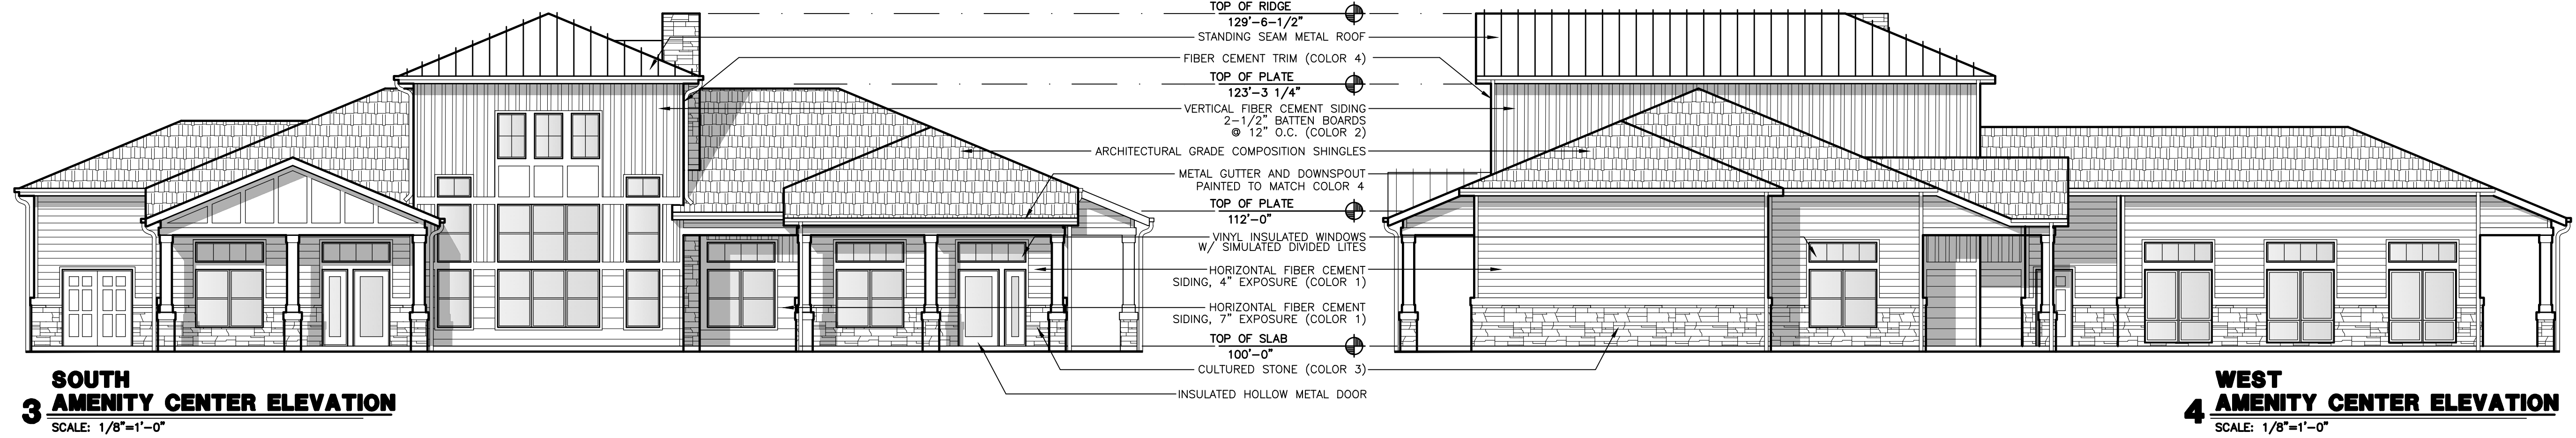 TOP OF RIDGE
129'-6-1/2"
STANDING SEAM METAL ROOF
FIBER CEMENT TRIM (COLOR 4)
TOP OF PLATE
123'-3 1/4"
VERTICAL FIBER CEMENT SIDING
2-1/2" BATTEN BOARDS
@ 12" O.C. (COLOR 2)
ARCHITECTURAL GRADE COMPOSITION SHINGLES
METAL GUTTER AND DOWNSPOUT
PAINTED TO MATCH COLOR 4
TOP OF PLATE
112'-0"
VINYL INSULATED WINDOWS
W/ SIMULATED DIVIDED LITES
HORIZONTAL FIBER CEMENT
SIDING, 4" EXPOSURE (COLOR 1)
HORIZONTAL FIBER CEMENT
SIDING, 7" EXPOSURE (COLOR 1)
TOP OF SLAB
100'-0"
CULTURED STONE (COLOR 3)
INSULATED HOLLOW METAL DOOR
SOUTH
3 AMENITY CENTER ELEVATION
SCALE: 1/8"=1'-0"
WEST
4 AMENITY CENTER ELEVATION
SCALE: 1/8"=1'-0"